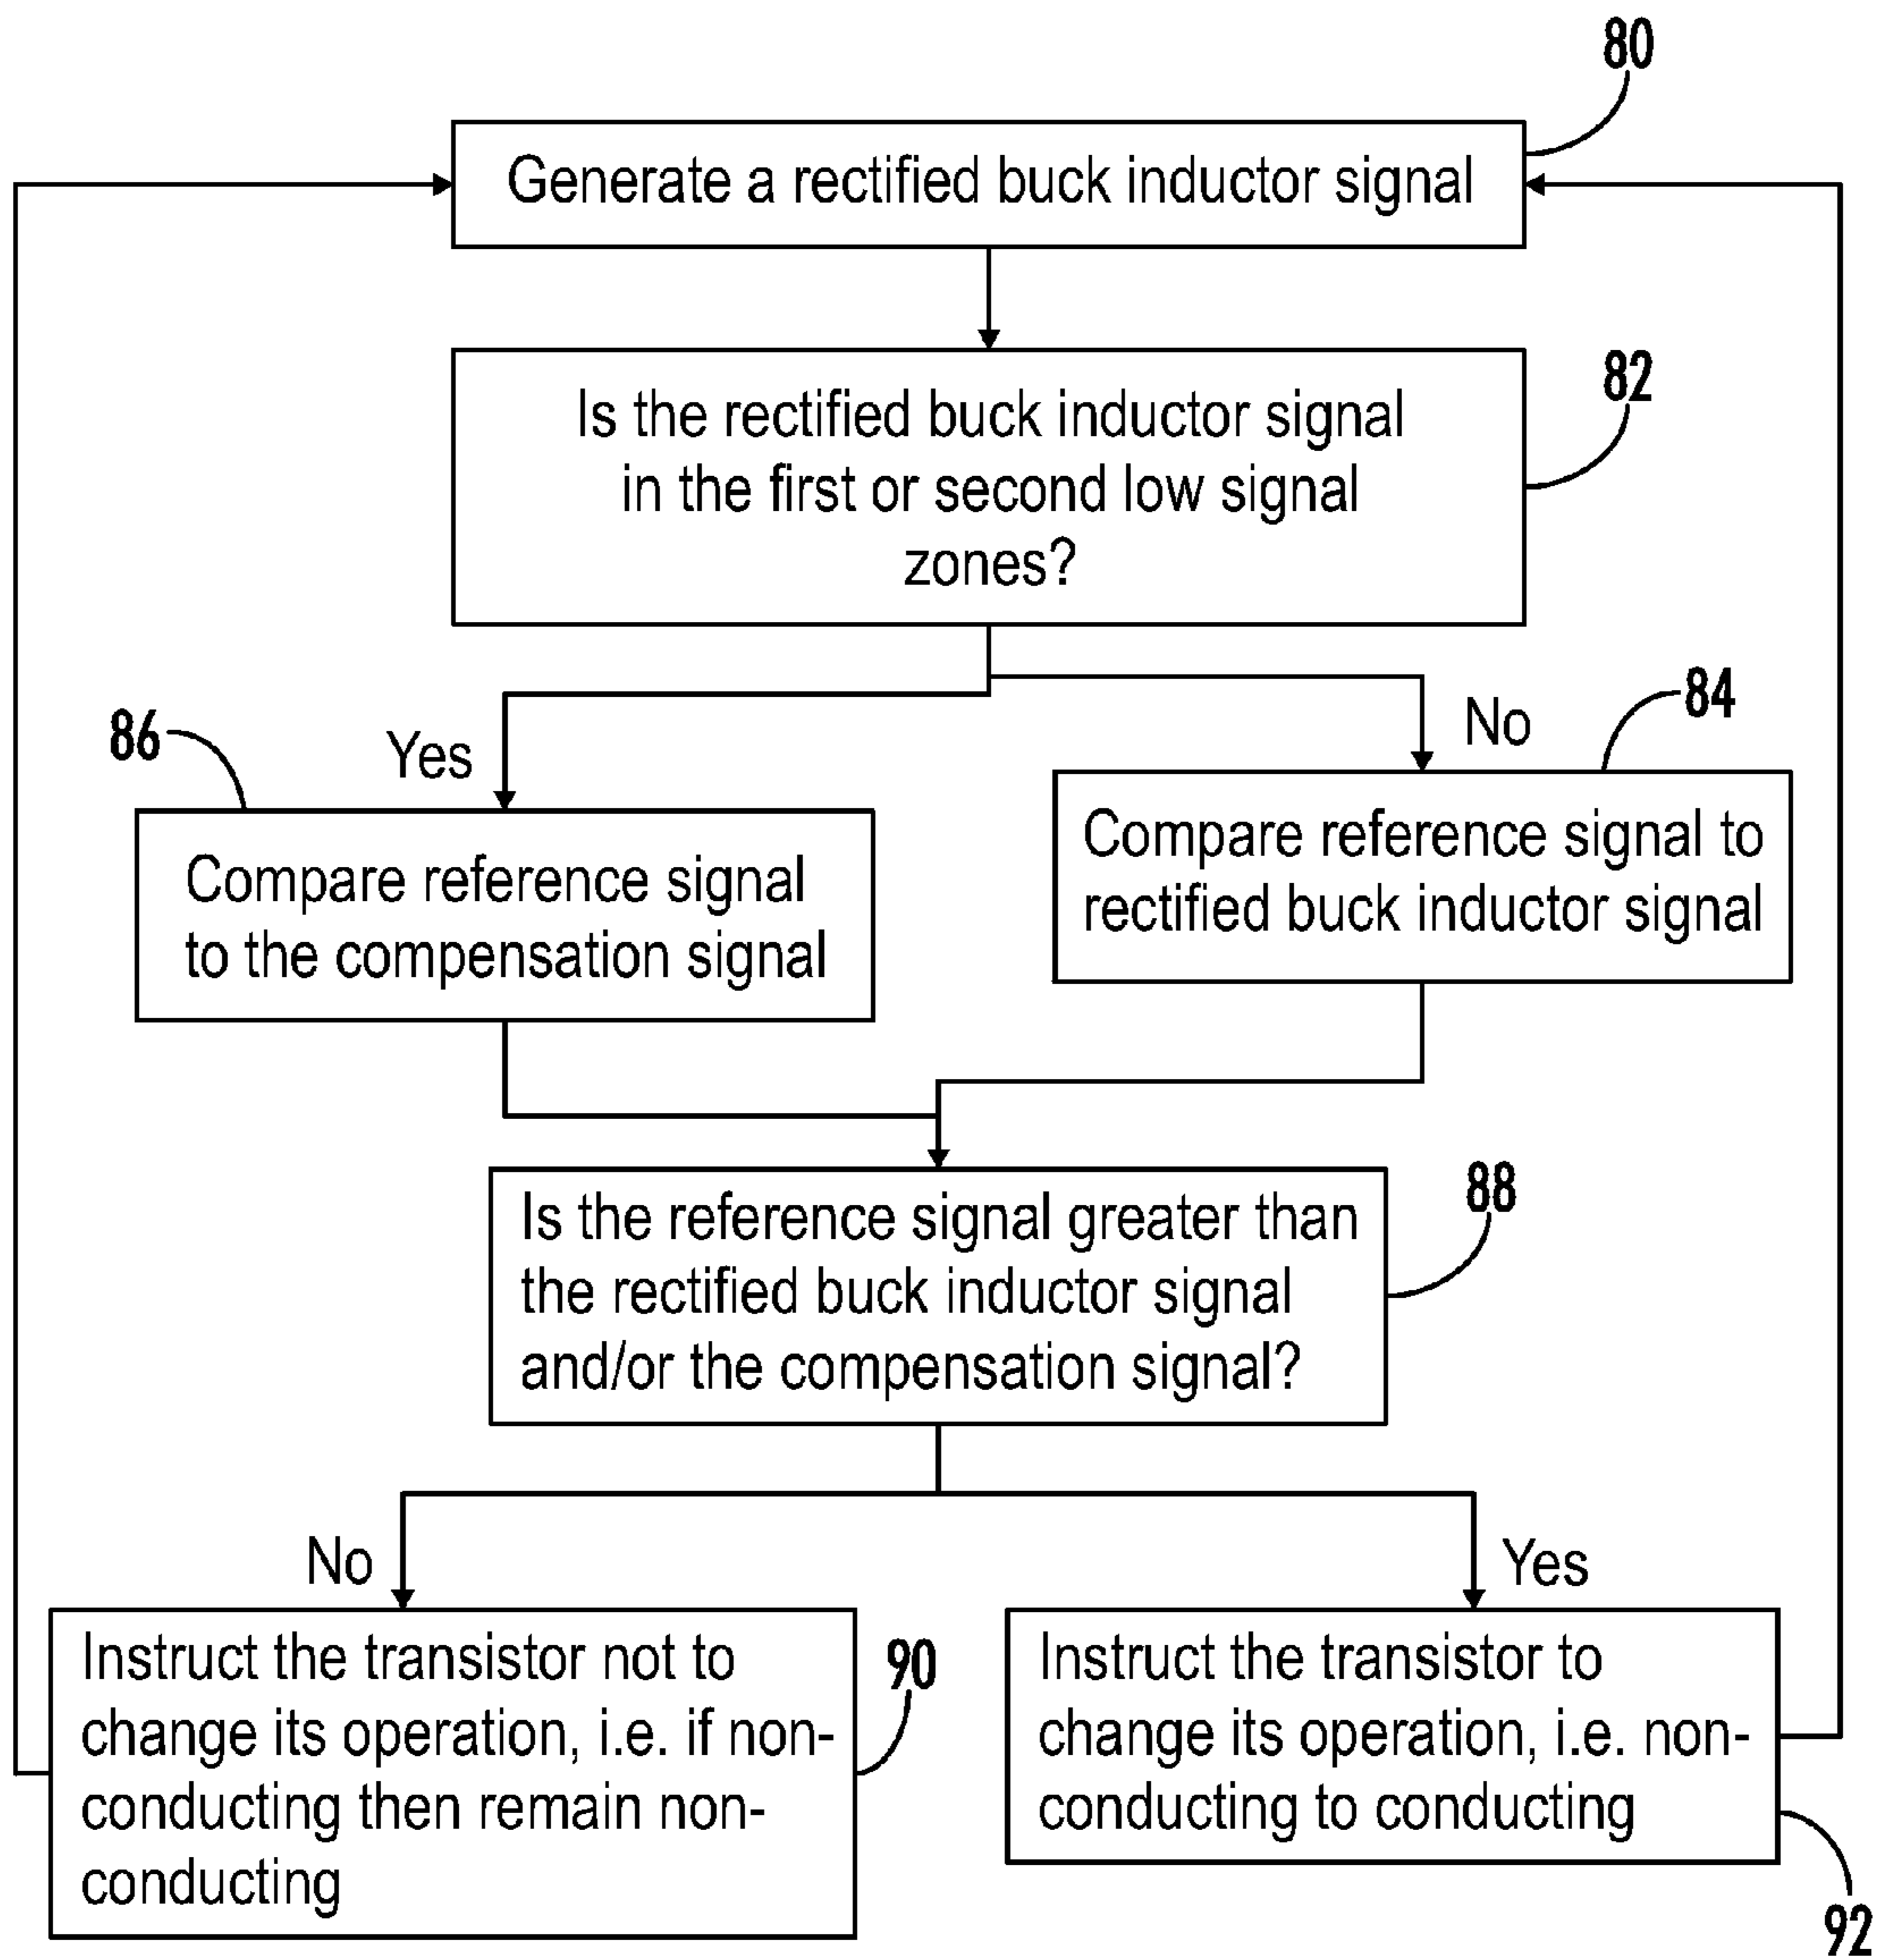 80
Generate a rectified buck inductor signal
82
Is the rectified buck inductor signal
in the first or second low signal
zones?
86
Yes
No
84
Compare reference signal
to the compensation signal
Compare reference signal to
rectified buck inductor signal
88
Is the reference signal greater than
the rectified buck inductor signal
and/or the compensation signal?
No
Yes
Instruct the transistor not to
change its operation, i.e. if non-
conducting then remain non-
conducting
90
Instruct the transistor to
change its operation, i.e. non-
conducting to conducting
92